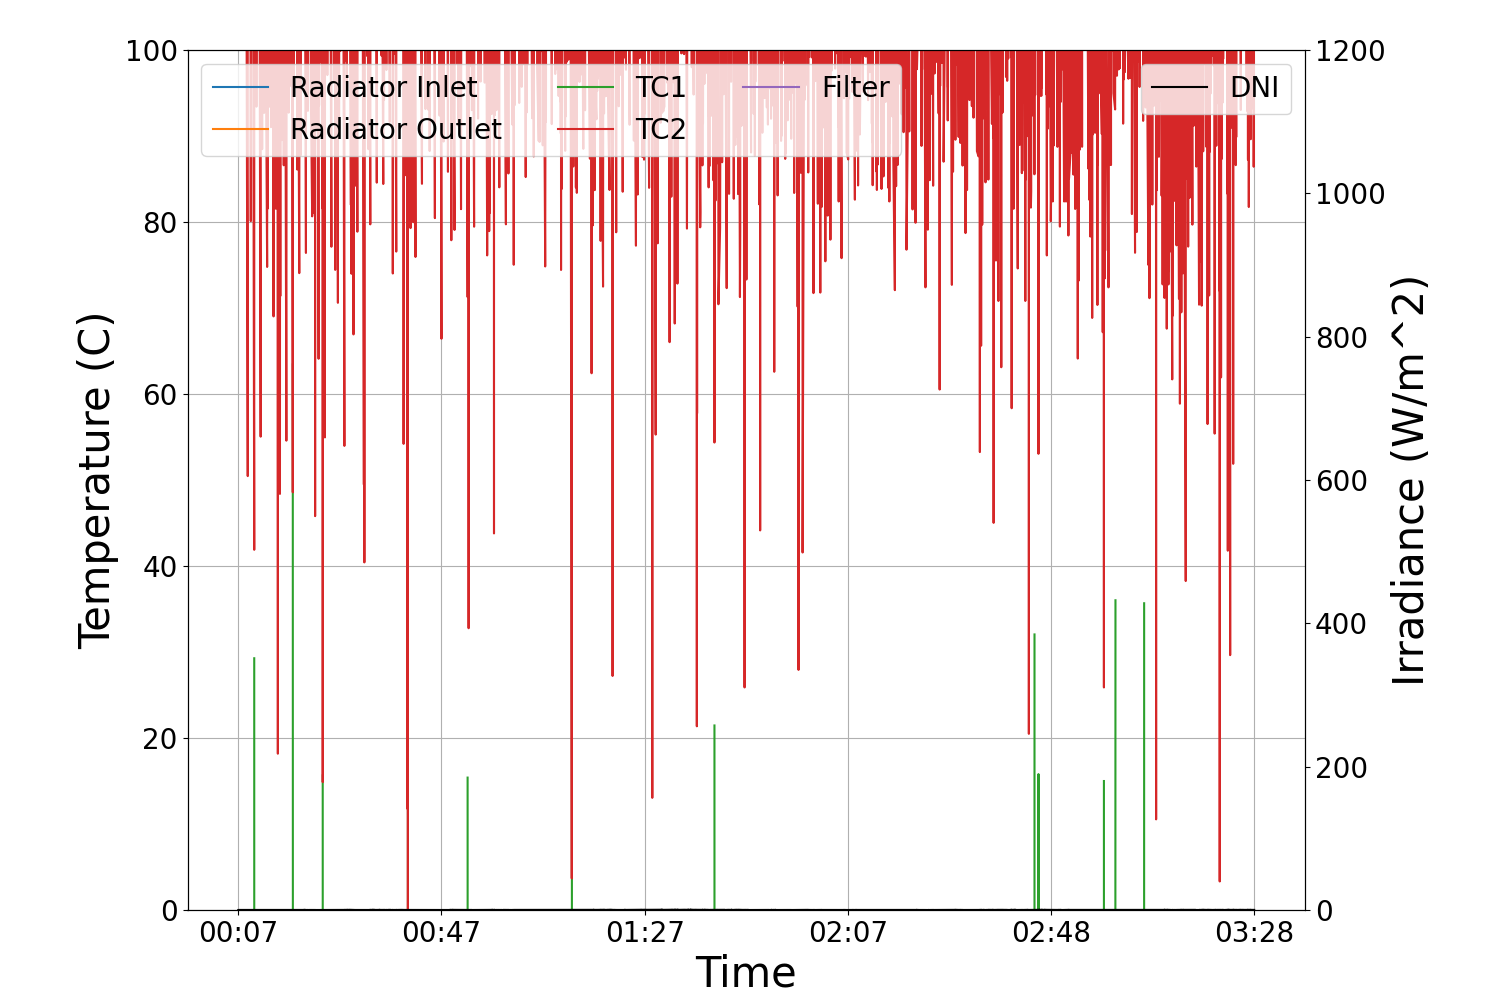 100
80
60
40
20
0
Temperature (C)
Radiator Inlet
Radiator Outlet
TC1
TC2
Filter
DNI
1200
1000
800
600
400
200
0
Irradiance (W/m^2)
00:07 00:47 01:27 02:07 02:48 03:28
Time